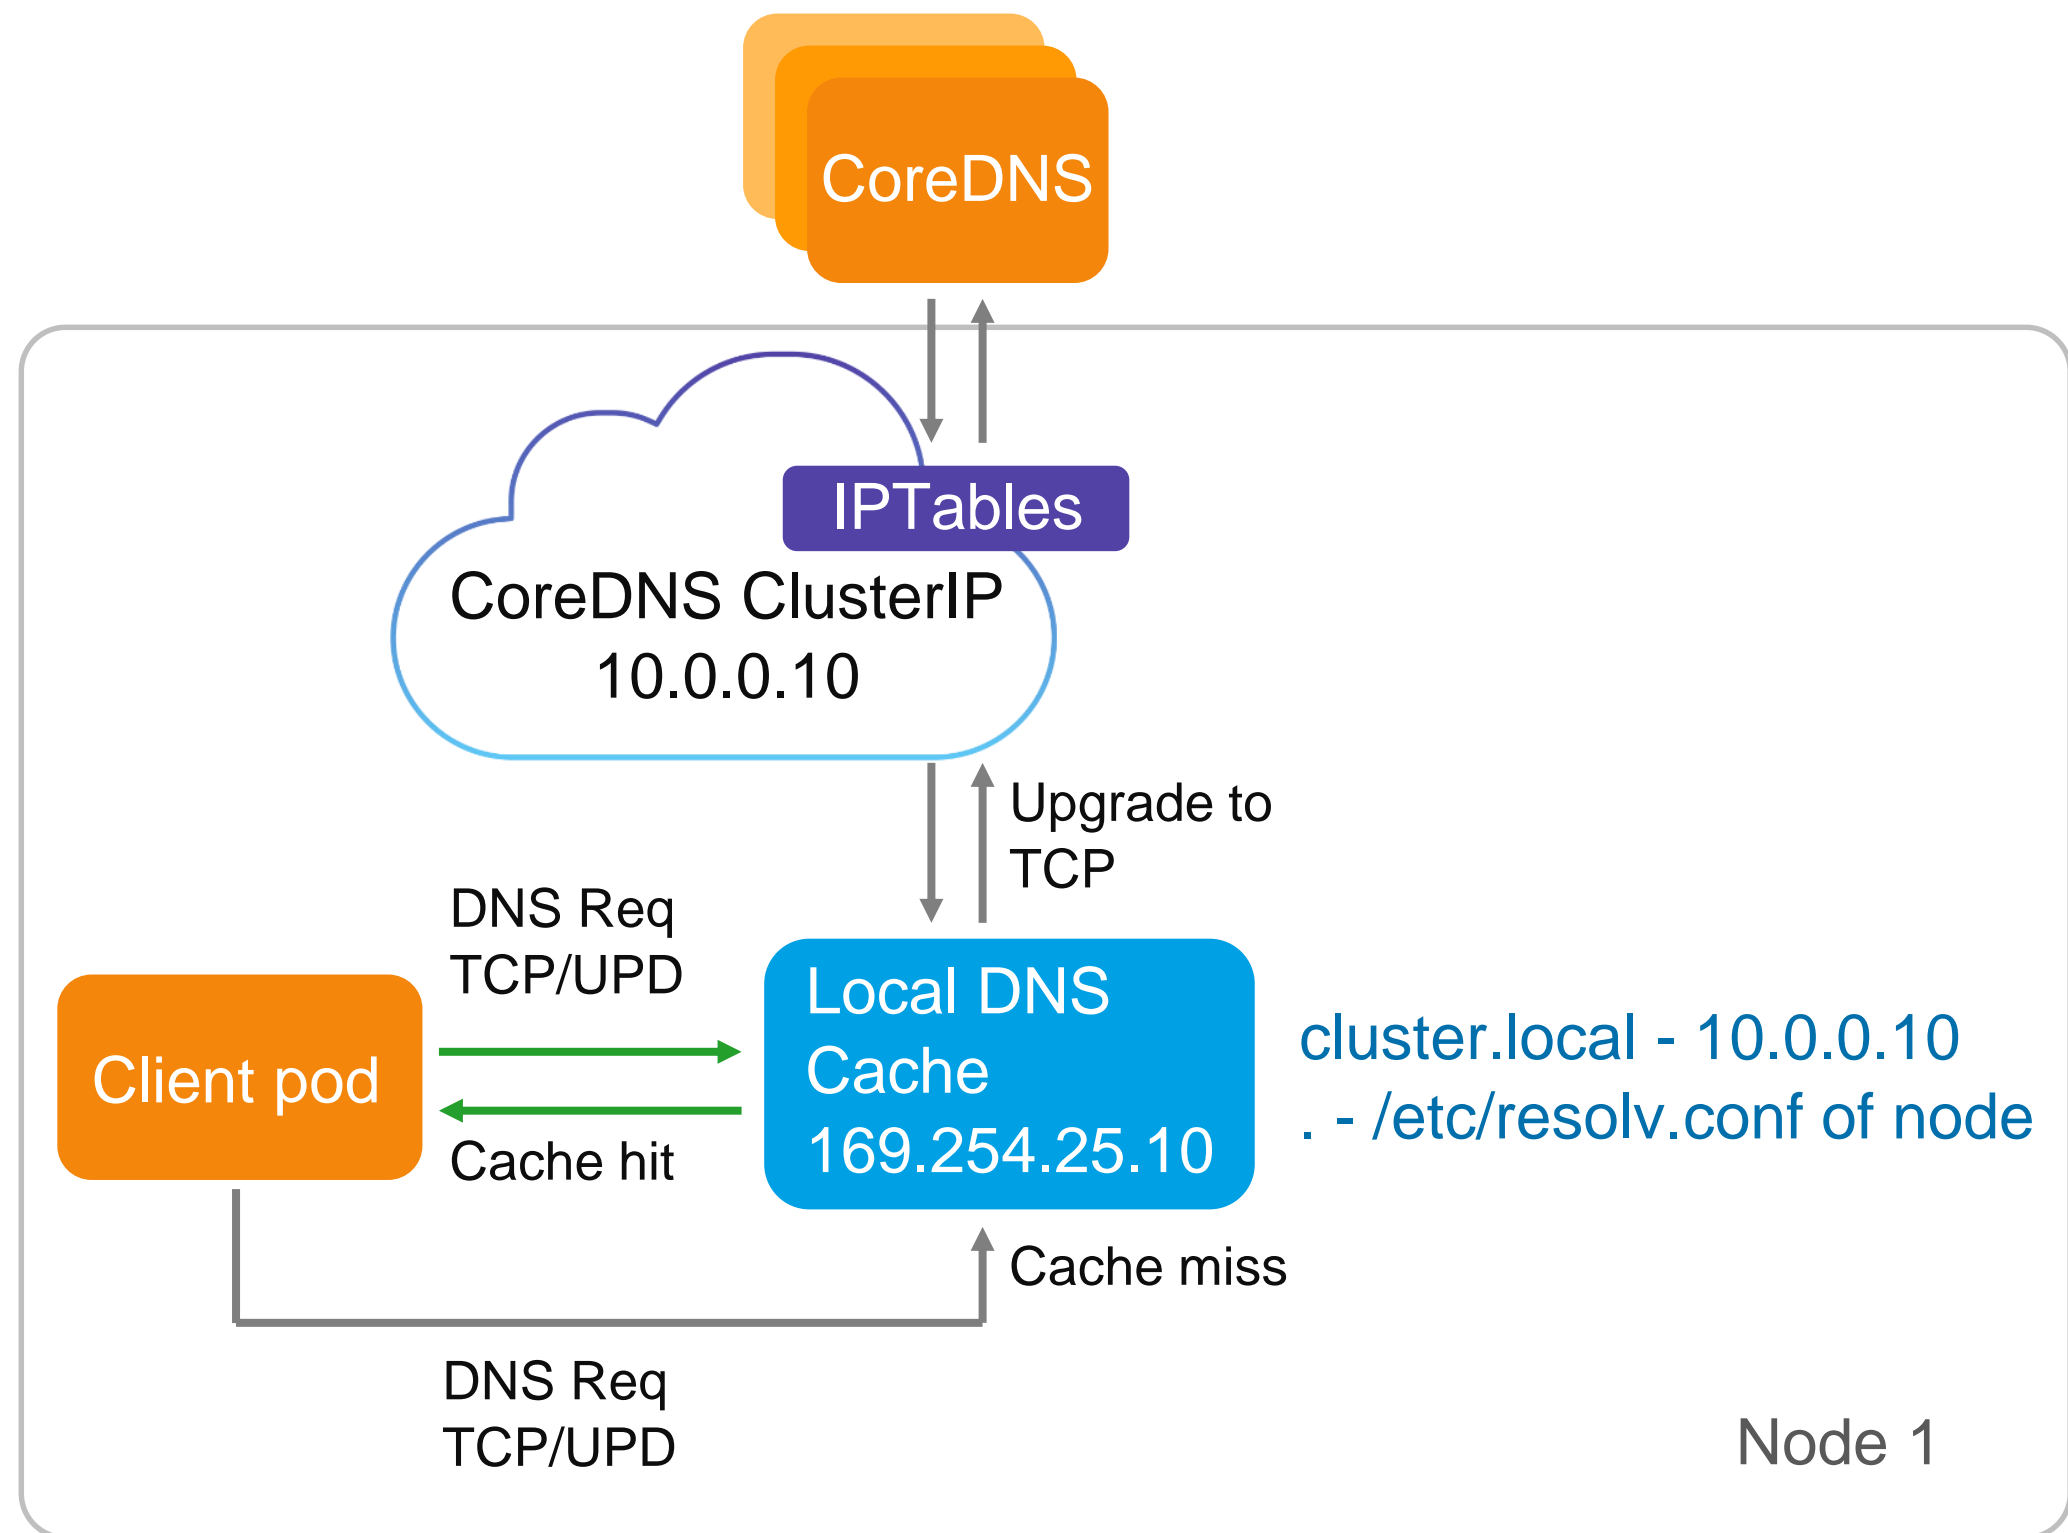 CoreDNS
IPTables
CoreDNS ClusterIP
10.0.0.10
Upgrade to
TCP
DNS Req
TCP/UPD
Client pod
Cache hit
Local DNS
Cache
169.254.25.10
cluster.local - 10.0.0.10
. - /etc/resolv.conf of node
Cache miss
DNS Req
TCP/UPD
Node 1